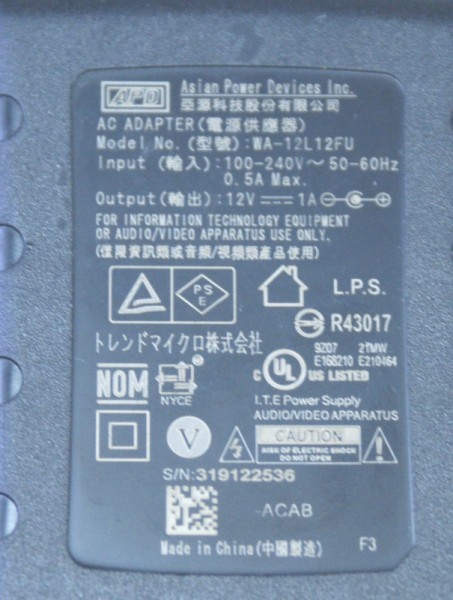 APD Asian Power Devices Inc.
亞源科技股份有限公司
AC ADAPTER(電源供應器)
Model No.(型號):WA-12L12FU
Input (輸入):100-240V～50-60Hz
0.5A Max.
Output(輸出):12V⎓1A
FOR INFORMATION TECHNOLOGY EQUIPMENT
OR AUDIO/VIDEO APPARATUS USE ONLY.
(僅限資訊類或音頻/視頻類產品使用)
PS
E
L.P.S.
R43017
トレンドマイクロ株式会社
9207 21MW
E168210 E210464
C UL US LISTED
NOM
NYCE
I.T.E Power Supply
AUDIO/VIDEO APPARATUS
V
CAUTION
RISK OF ELECTRIC SHOCK
DO NOT OPEN
S/N:319122536
-ACAB
Made in China(中國製造)
F3